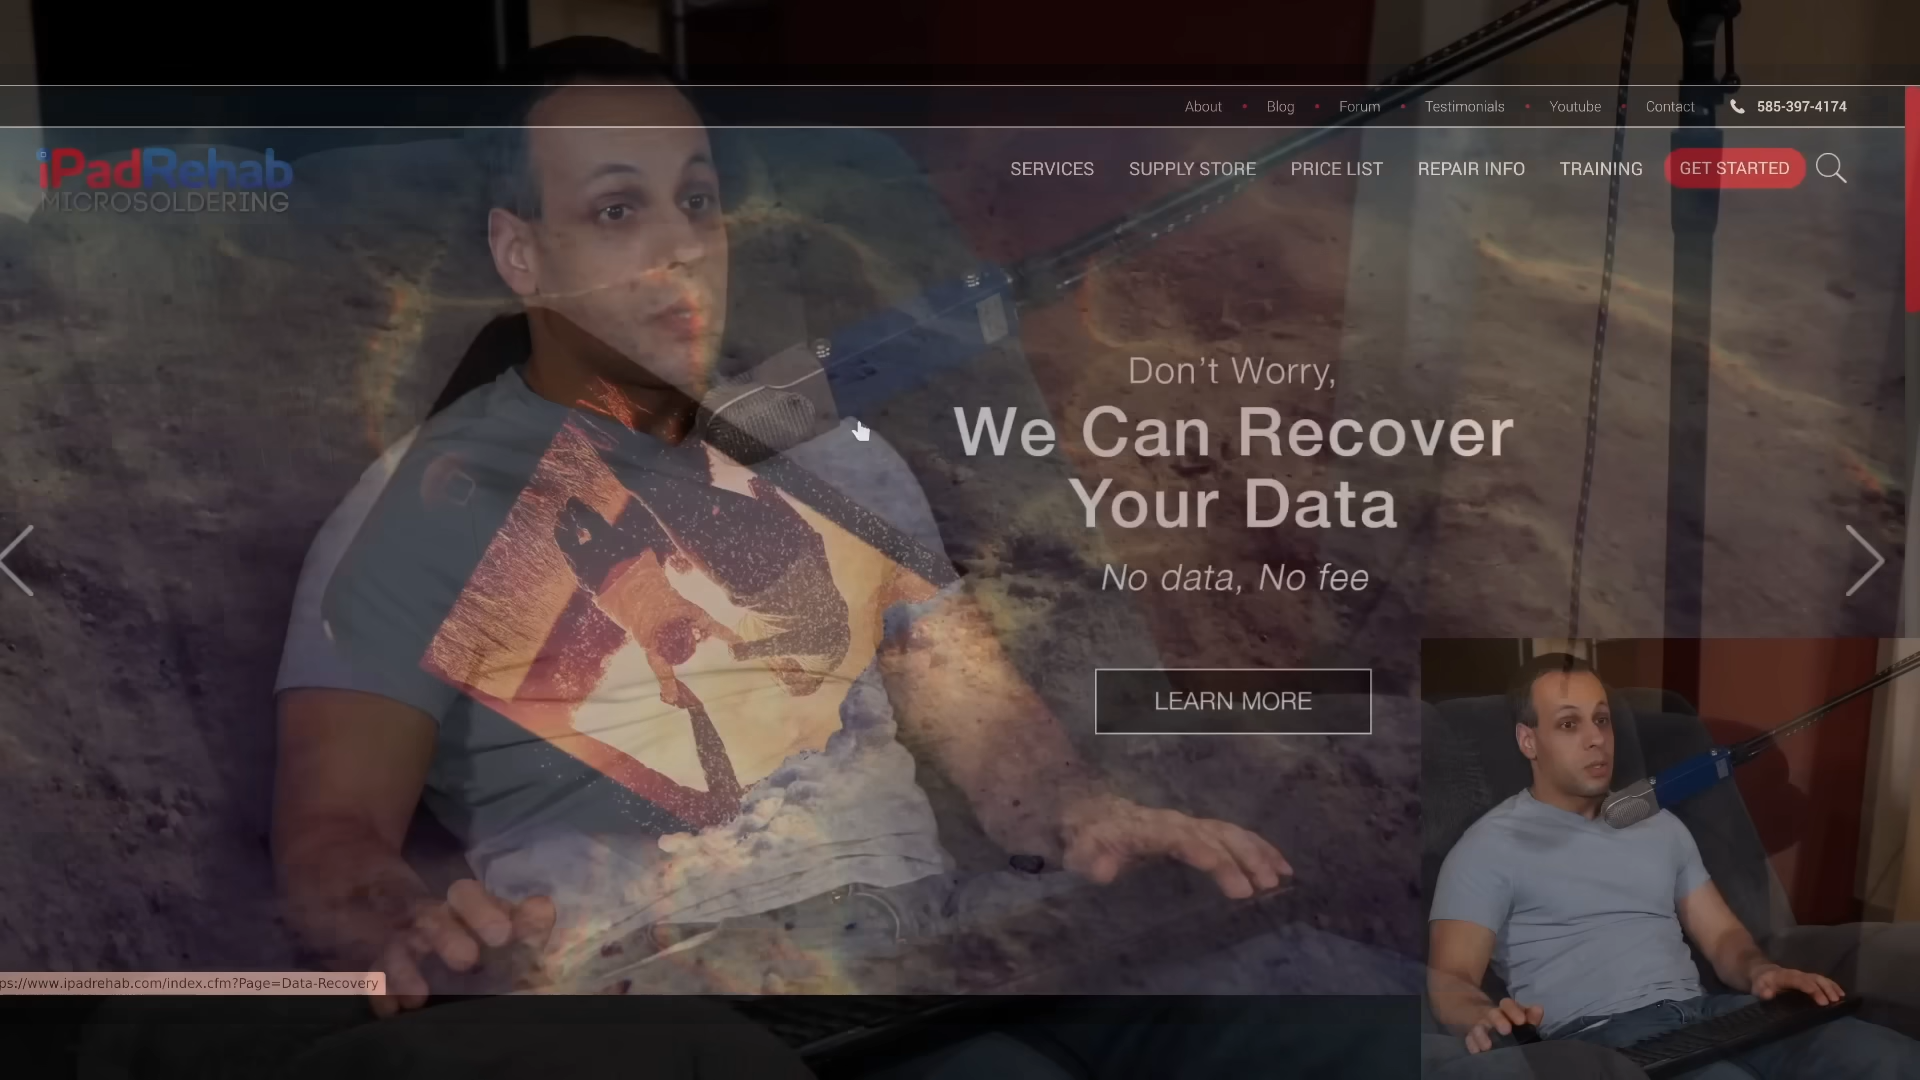 About • Blog • Forum • Testimonials • Youtube • Contact 585-397-4174
iPadRehab
MICROSOLDERING
SERVICES SUPPLY STORE PRICE LIST REPAIR INFO TRAINING GET STARTED
Don't Worry,
We Can Recover
Your Data
No data, No fee
LEARN MORE
ps://www.ipadrehab.com/index.cfm?Page=Data-Recovery